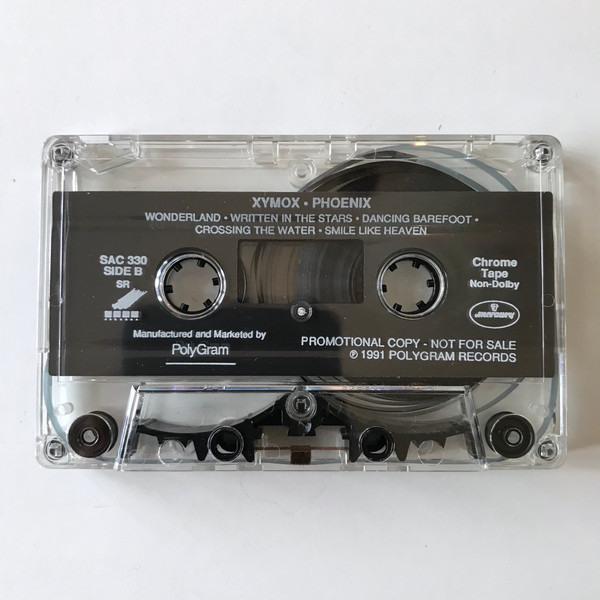 XYMOX • PHOENIX
WONDERLAND • WRITTEN IN THE STARS • DANCING BAREFOOT •
CROSSING THE WATER • SMILE LIKE HEAVEN
SAC 330
SIDE B
SR
Chrome
Tape
Non-Dolby
mercury
Manufactured and Marketed by
PolyGram
PROMOTIONAL COPY - NOT FOR SALE
℗ 1991 POLYGRAM RECORDS